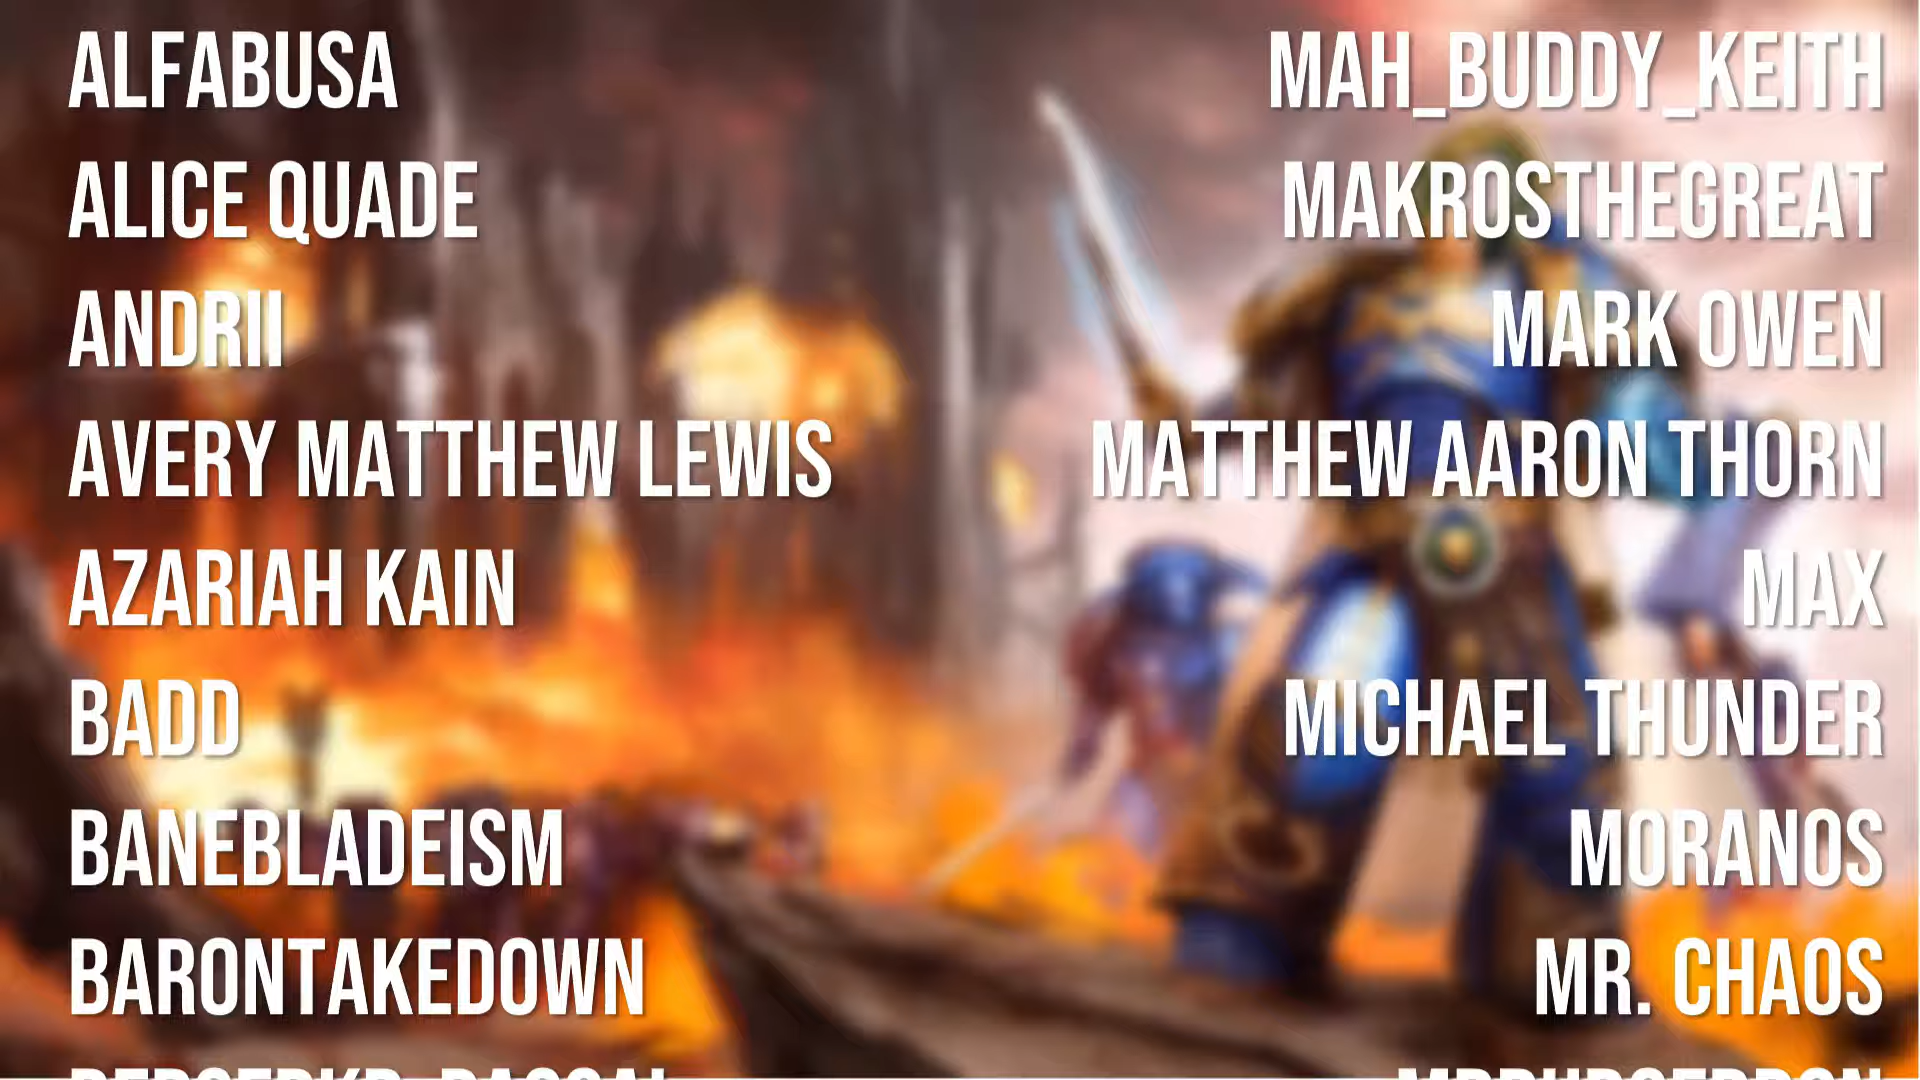 ALFABUSA
ALICE QUADE
ANDRII
AVERY MATTHEW LEWIS
AZARIAH KAIN
BADD
BANEBLADEISM
BARONTAKEDOWN
MAH_BUDDY_KEITH
MAKROSTHEGREAT
MARK OWEN
MATTHEW AARON THORN
MAX
MICHAEL THUNDER
MORANOS
MR. CHAOS